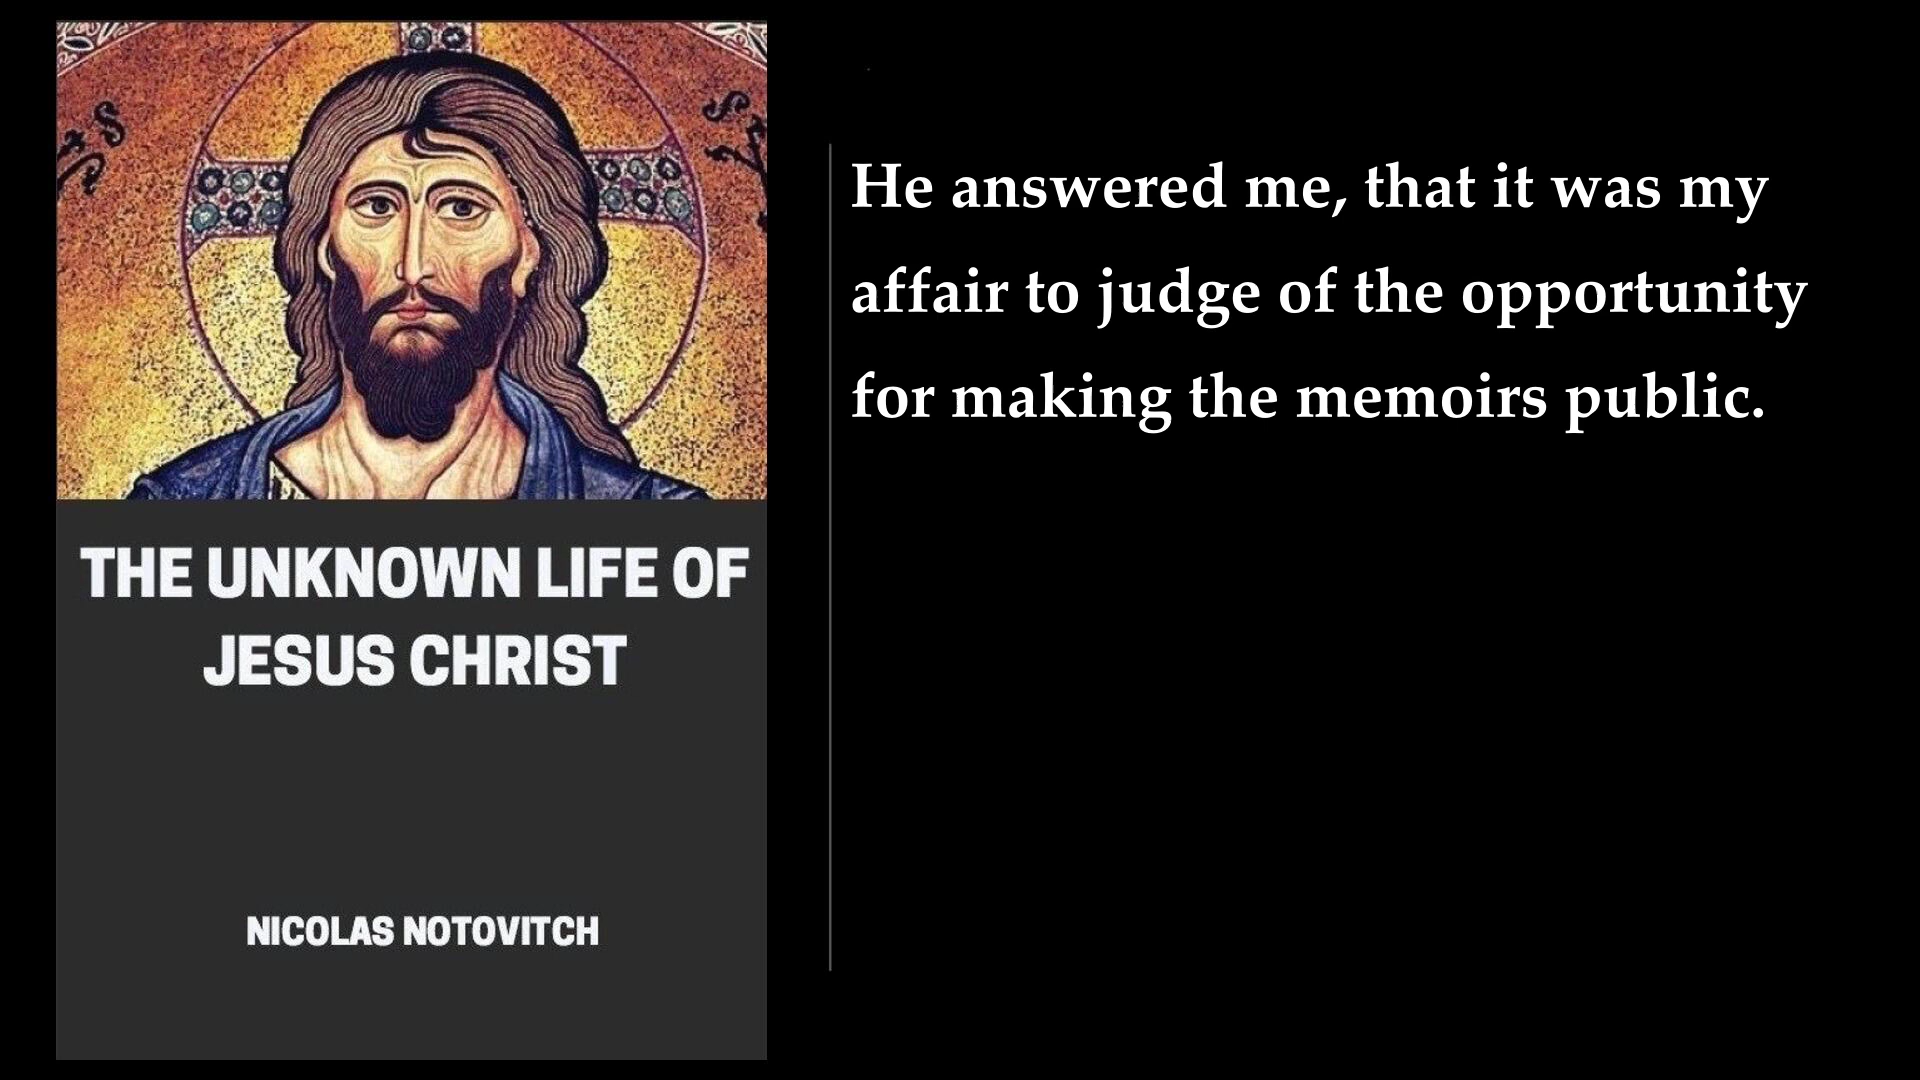 THE UNKNOWN LIFE OF
JESUS CHRIST
NICOLAS NOTOVITCH
He answered me, that it was my
affair to judge of the opportunity
for making the memoirs public.